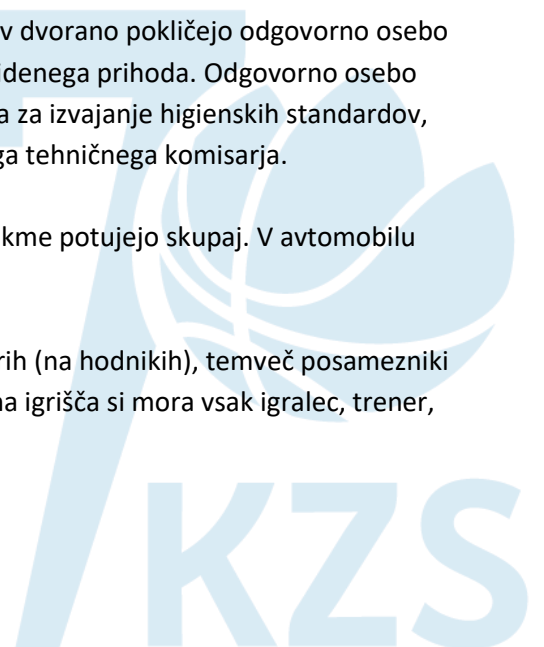 v dvorano pokličejo odgovorno osebo
idenega prihoda. Odgovorno osebo
a za izvajanje higienskih standardov,
ga tehničnega komisarja.
kme potujejo skupaj. V avtomobilu
rih (na hodnikih), temveč posamezniki
na igrišča si mora vsak igralec, trener,
KZS